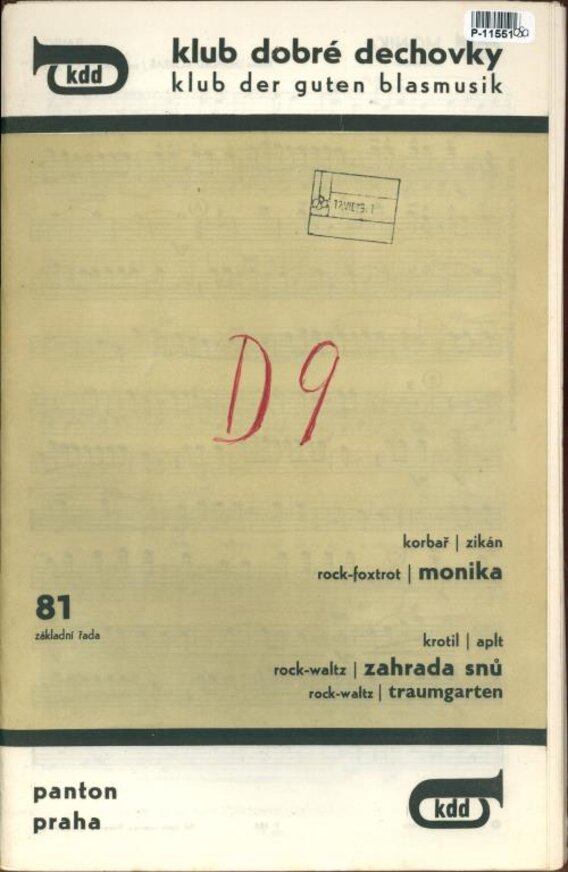 P-11551
kdd
klub dobré dechovky
klub der guten blasmusik
D9
korbař | zikán
rock-foxtrot | monika
81
základní řada
krotil | aplt
rock-waltz | zahrada snů
rock-waltz | traumgarten
panton
praha
kdd